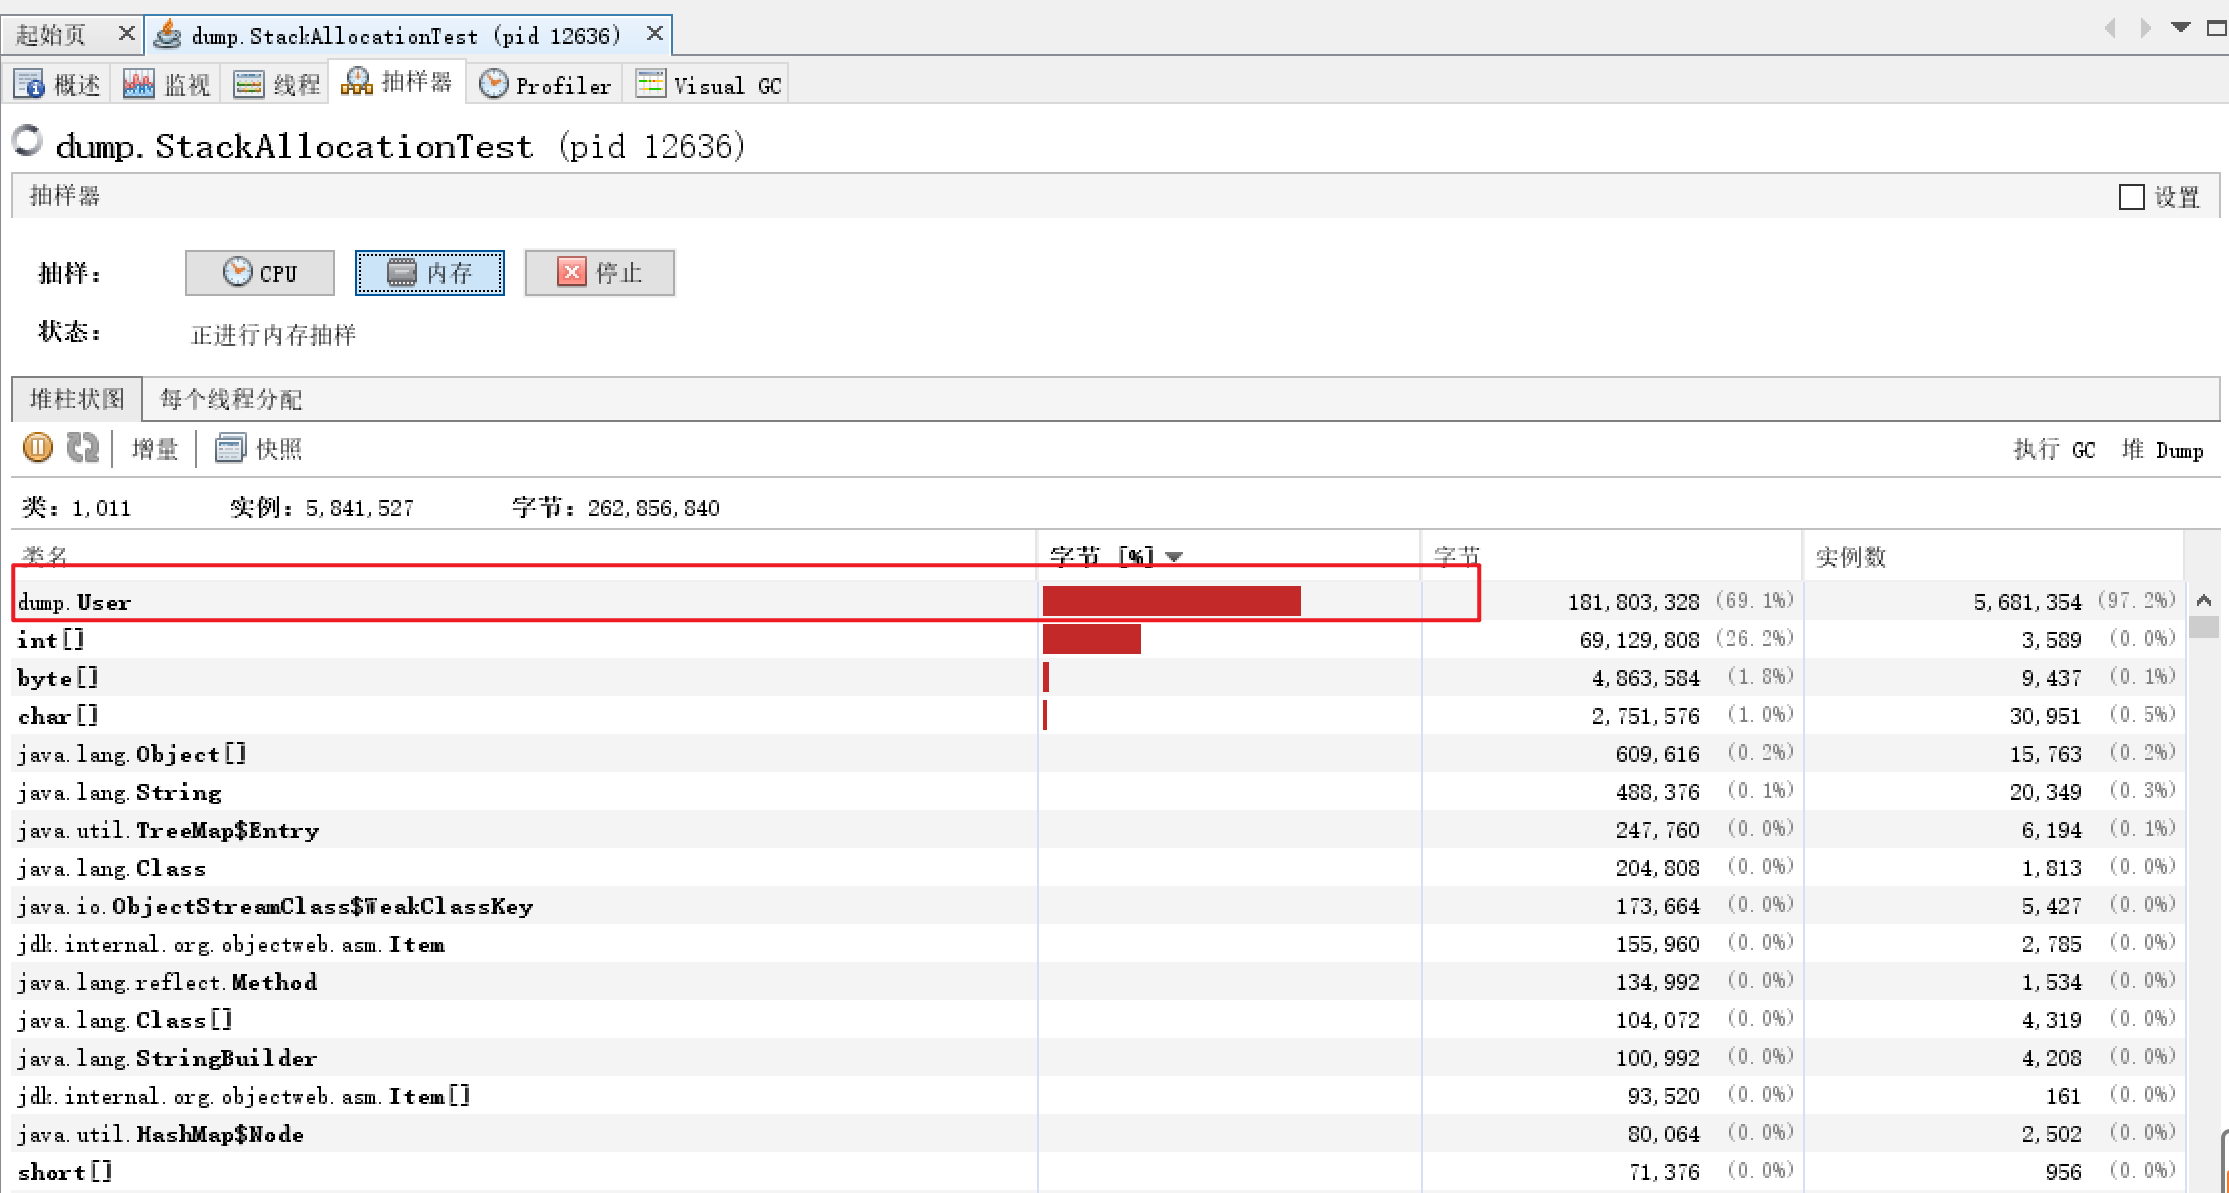 起始页 dump.StackAllocationTest (pid 12636)
概述 监视 线程 抽样器 Profiler Visual GC
dump.StackAllocationTest (pid 12636)
抽样器 设置
抽样: CPU 内存 停止
状态: 正进行内存抽样
堆柱状图 每个线程分配
增量 快照 执行 GC 堆 Dump
类: 1,011 实例: 5,841,527 字节: 262,856,840
类名 字节 [%] 字节 实例数
dump.User 181,803,328 (69.1%) 5,681,354 (97.2%)
int[] 69,129,808 (26.2%) 3,589 (0.0%)
byte[] 4,863,584 (1.8%) 9,437 (0.1%)
char[] 2,751,576 (1.0%) 30,951 (0.5%)
java.lang.Object[] 609,616 (0.2%) 15,763 (0.2%)
java.lang.String 488,376 (0.1%) 20,349 (0.3%)
java.util.TreeMap$Entry 247,760 (0.0%) 6,194 (0.1%)
java.lang.Class 204,808 (0.0%) 1,813 (0.0%)
java.io.ObjectStreamClass$WeakClassKey 173,664 (0.0%) 5,427 (0.0%)
jdk.internal.org.objectweb.asm.Item 155,960 (0.0%) 2,785 (0.0%)
java.lang.reflect.Method 134,992 (0.0%) 1,534 (0.0%)
java.lang.Class[] 104,072 (0.0%) 4,319 (0.0%)
java.lang.StringBuilder 100,992 (0.0%) 4,208 (0.0%)
jdk.internal.org.objectweb.asm.Item[] 93,520 (0.0%) 161 (0.0%)
java.util.HashMap$Node 80,064 (0.0%) 2,502 (0.0%)
short[] 71,376 (0.0%) 956 (0.0%)